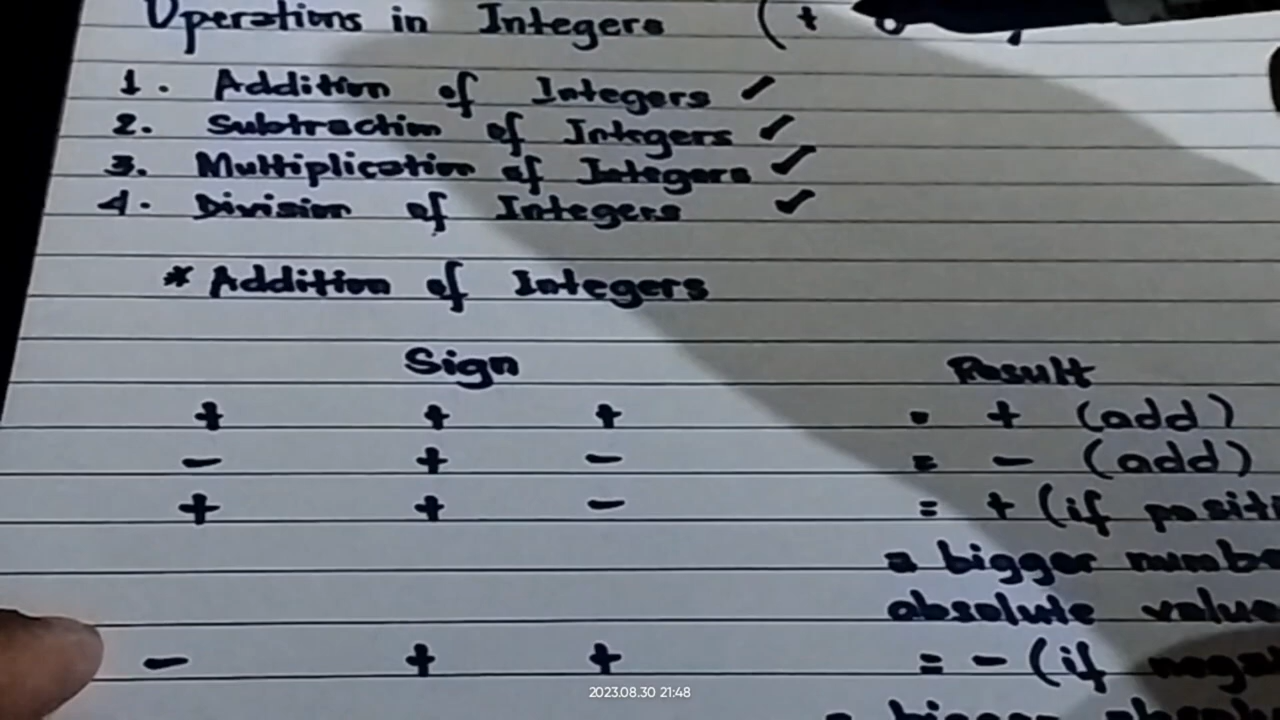 Operations in Integers (+
1. Addition of Integers ✓
2. Subtraction of Integers ✓
3. Multiplication of Integers ✓
4. Division of Integers ✓
* Addition of Integers
Sign Result
+ + + = + (add)
- + - = - (add)
+ + - = + (if
a bigger
absolute value
- + + = - (if
2023.08.30 21:48